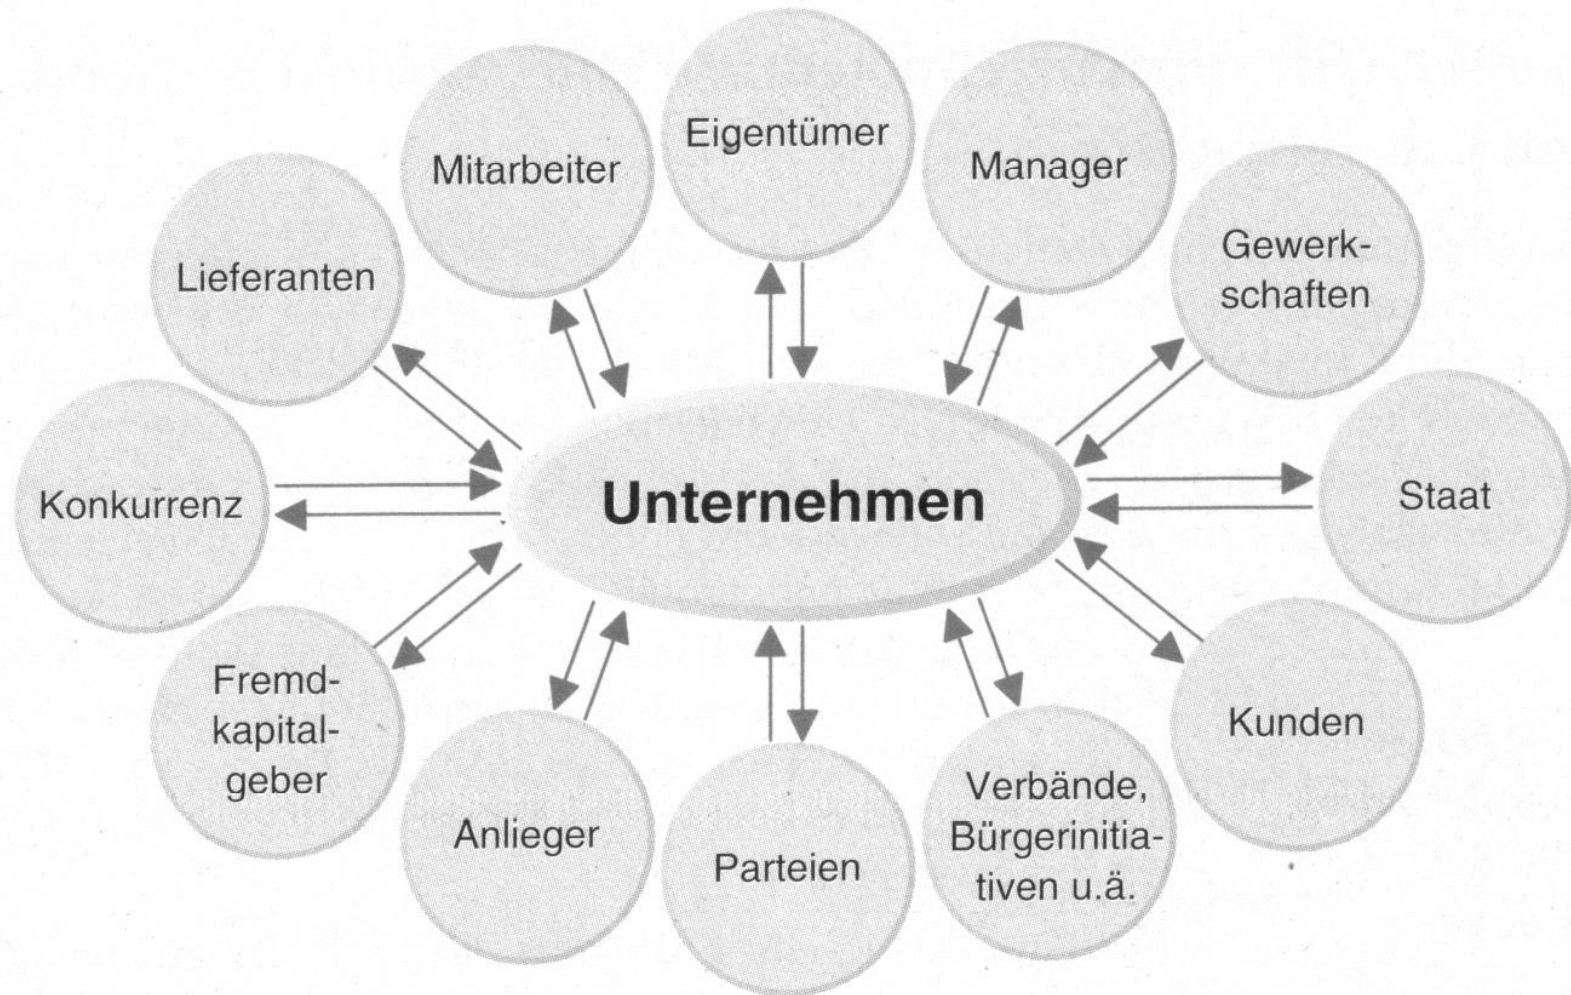 Eigentümer
Mitarbeiter
Manager
Gewerk-
schaften
Lieferanten
Konkurrenz
Unternehmen
Staat
Fremd-
kapital-
geber
Kunden
Anlieger
Parteien
Verbände,
Bürgerinitia-
tiven u.ä.